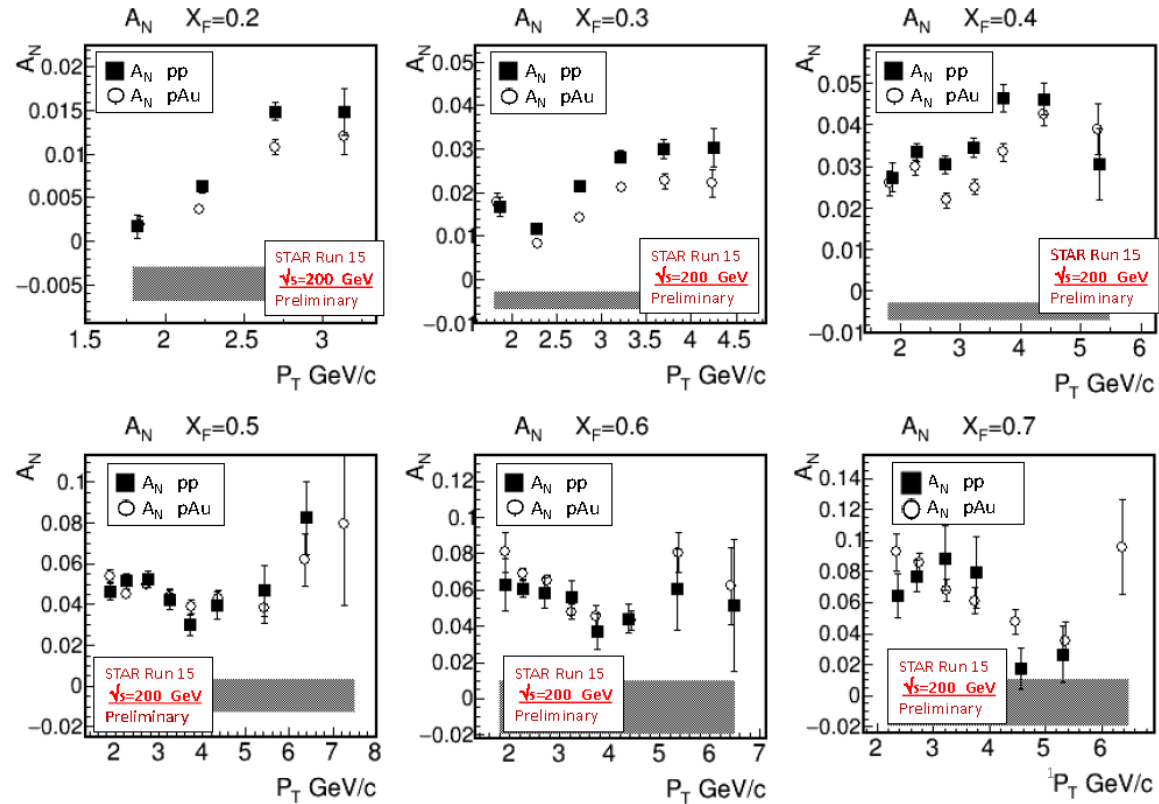 A_N X_F=0.2
A_N
0.02
0.015
0.01
0.005
0
−0.005
A_N pp
A_N pAu
STAR Run 15
√s=200 GeV
Preliminary
1.5 2 2.5 3
P_T GeV/c
A_N X_F=0.3
A_N
0.05
0.04
0.03
0.02
0.01
0
−0.01
A_N pp
A_N pAu
STAR Run 15
√s=200 GeV
Preliminary
2 2.5 3 3.5 4 4.5
P_T GeV/c
A_N X_F=0.4
A_N
0.05
0.04
0.03
0.02
0.01
0
−0.01
A_N pp
A_N pAu
STAR Run 15
√s=200 GeV
Preliminary
2 3 4 5 6
P_T GeV/c
A_N X_F=0.5
A_N
0.1
0.08
0.06
0.04
0.02
0
−0.02
A_N pp
A_N pAu
STAR Run 15
√s=200 GeV
Preliminary
2 3 4 5 6 7 8
P_T GeV/c
A_N X_F=0.6
A_N
0.12
0.1
0.08
0.06
0.04
0.02
0
−0.02
A_N pp
A_N pAu
STAR Run 15
√s=200 GeV
Preliminary
2 3 4 5 6 7
P_T GeV/c
A_N X_F=0.7
A_N
0.14
0.12
0.1
0.08
0.06
0.04
0.02
0
−0.02
A_N pp
A_N pAu
STAR Run 15
√s=200 GeV
Preliminary
2 3 4 5 6
1 P_T GeV/c